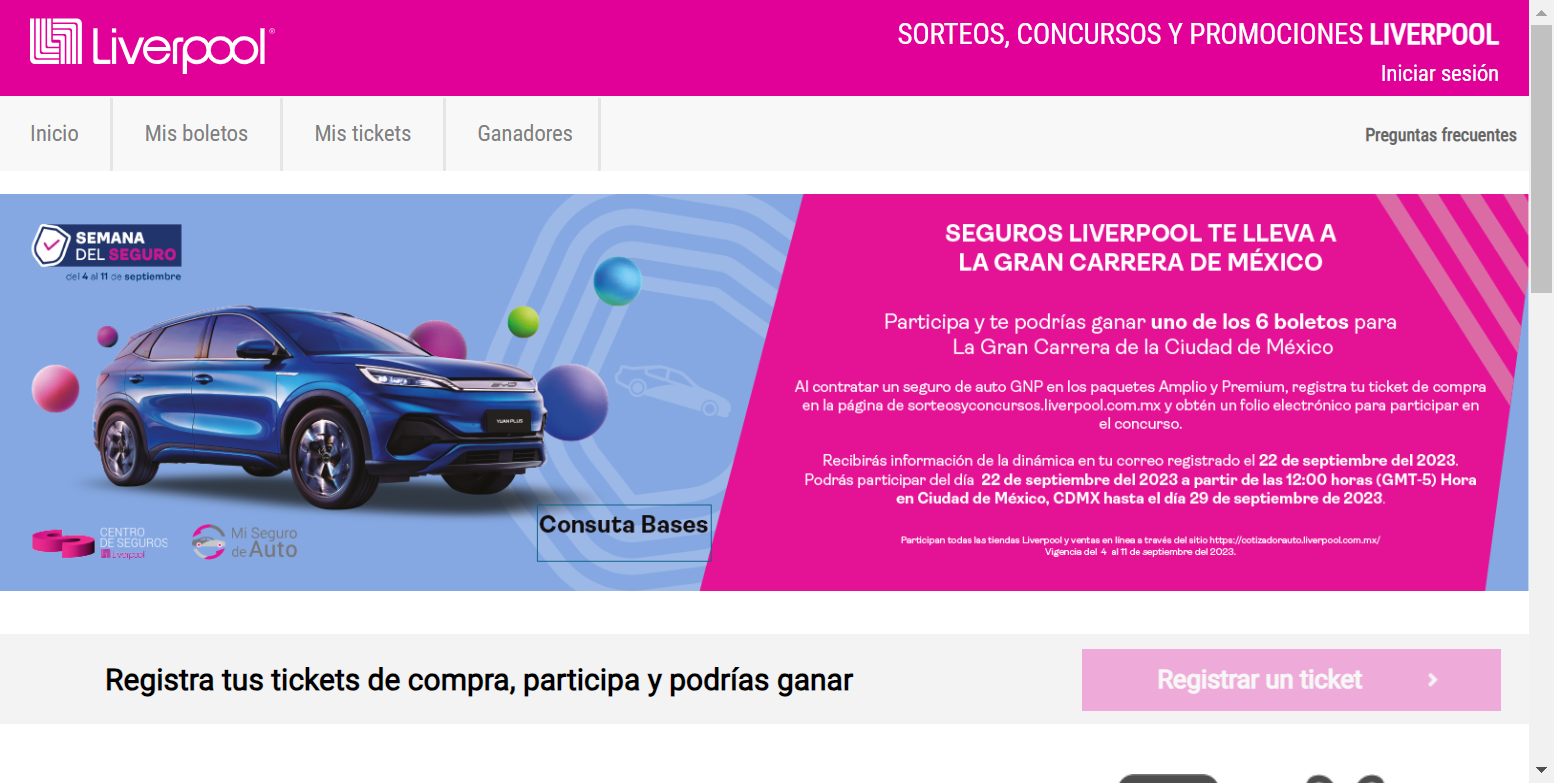 Liverpool®
SORTEOS, CONCURSOS Y PROMOCIONES LIVERPOOL
Iniciar sesión
Inicio
Mis boletos
Mis tickets
Ganadores
Preguntas frecuentes
SEMANA
DEL SEGURO
del 4 al 11 de septiembre
YUAN PLUS
CENTRO
DE SEGUROS
Liverpool
Mi Seguro
de Auto
Consuta Bases
SEGUROS LIVERPOOL TE LLEVA A
LA GRAN CARRERA DE MÉXICO
Participa y te podrías ganar uno de los 6 boletos para
La Gran Carrera de la Ciudad de México
Al contratar un seguro de auto GNP en los paquetes Amplio y Premium, registra tu ticket de compra
en la página de sorteosyconcursos.liverpool.com.mx y obtén un folio electrónico para participar en
el concurso.
Recibirás información de la dinámica en tu correo registrado el 22 de septiembre del 2023.
Podrás participar del día 22 de septiembre del 2023 a partir de las 12:00 horas (GMT-5) Hora
en Ciudad de México, CDMX hasta el día 29 de septiembre de 2023.
Participan todas las tiendas Liverpool y ventas en línea a través del sitio https://cotizadorauto.liverpool.com.mx/
Vigencia del 4 al 11 de septiembre del 2023.
Registra tus tickets de compra, participa y podrías ganar
Registrar un ticket